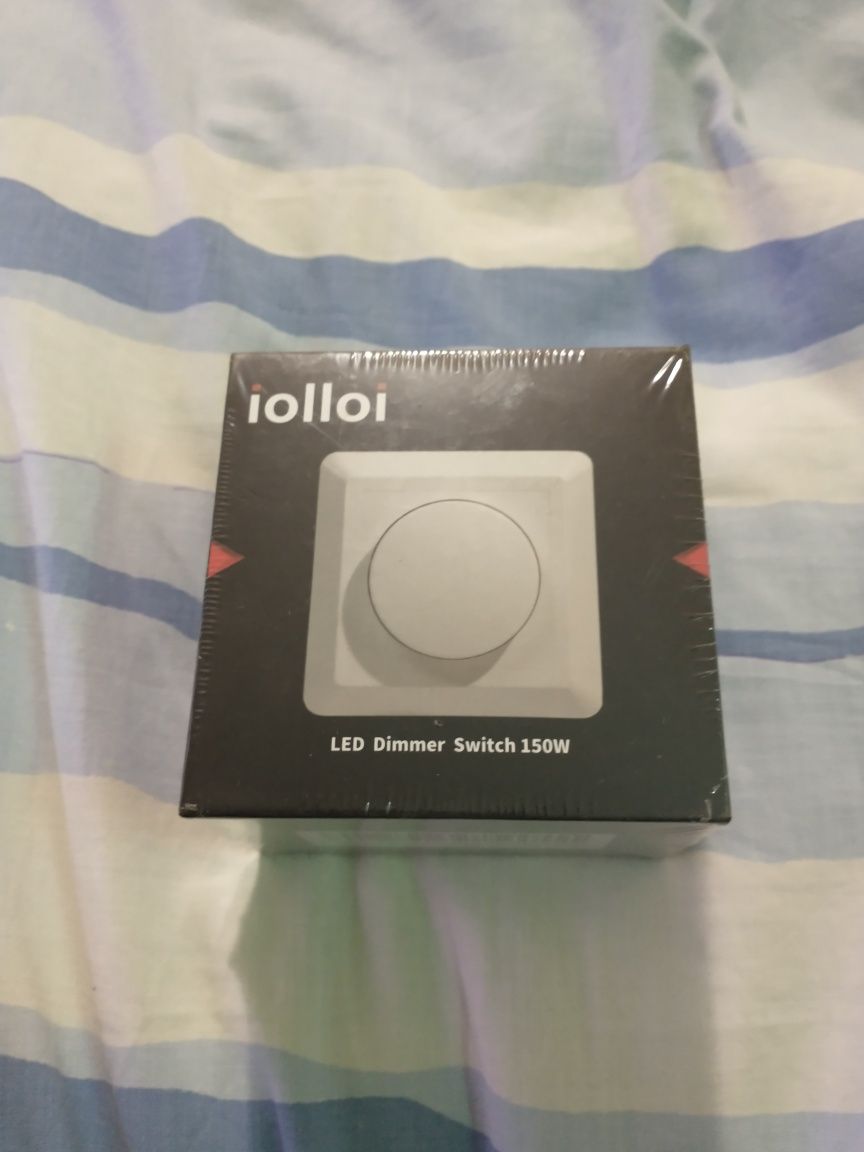 iolloi
LED Dimmer Switch 150W